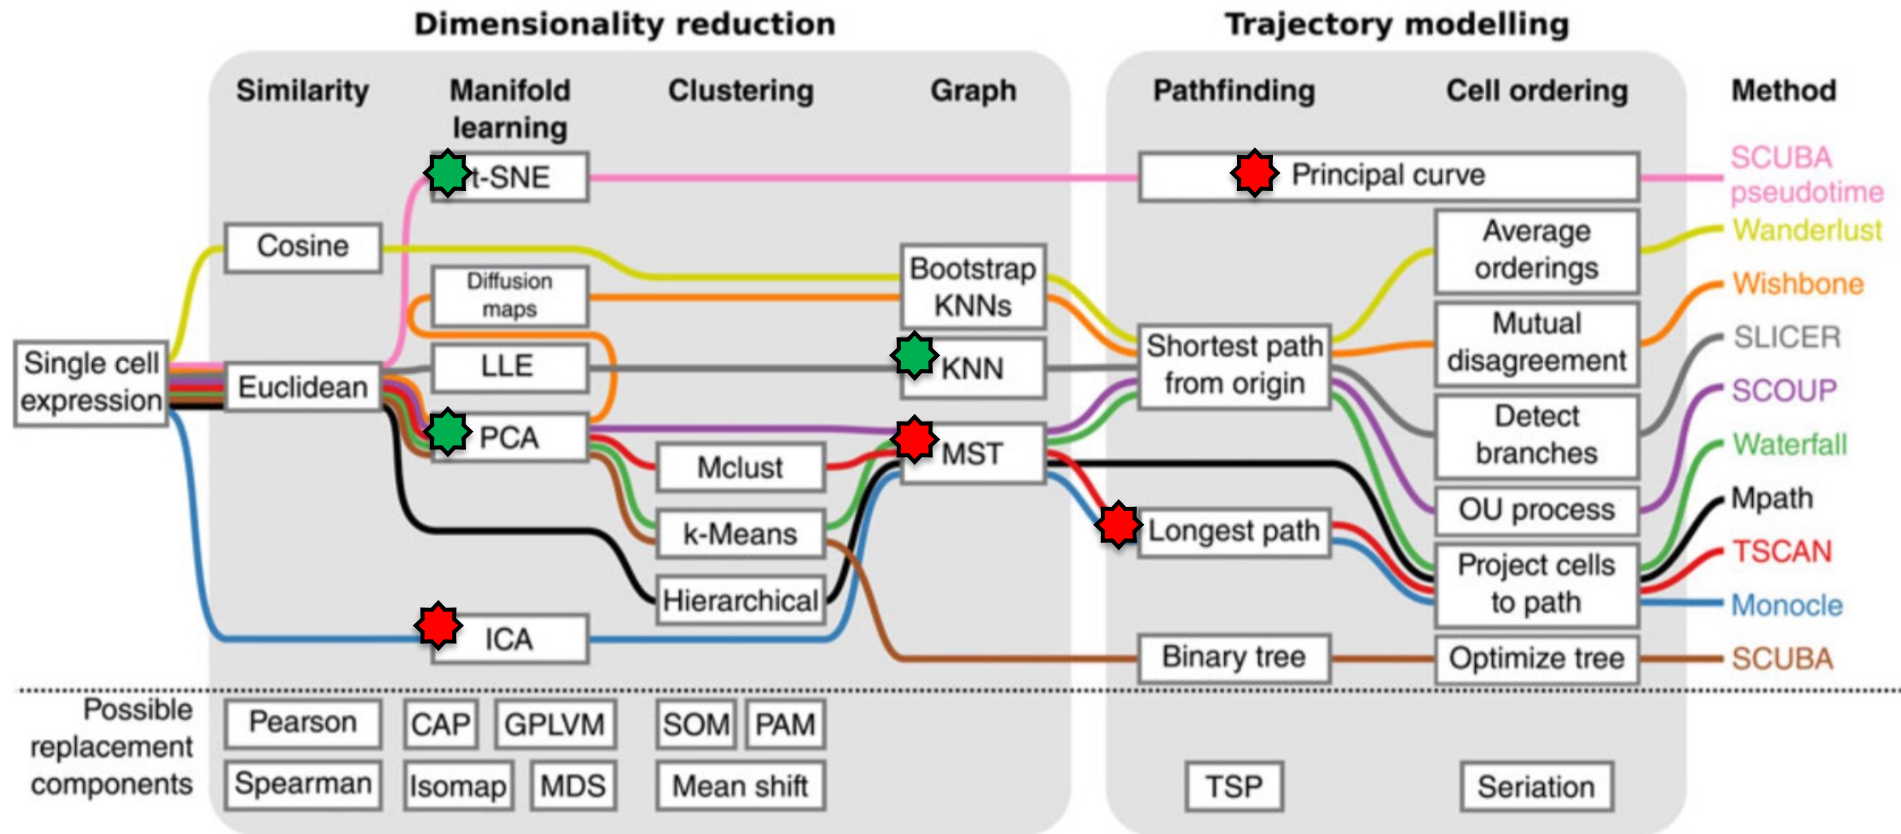 Dimensionality reduction
Trajectory modelling
Similarity
Manifold
learning
Clustering
Graph
Pathfinding
Cell ordering
Method
t-SNE
Principal curve
SCUBA
pseudotime
Cosine
Average
orderings
Wanderlust
Diffusion
maps
Bootstrap
KNNs
Wishbone
Single cell
expression
Euclidean
LLE
KNN
Shortest path
from origin
Mutual
disagreement
SLICER
PCA
MST
Detect
branches
SCOUP
Mclust
Waterfall
k-Means
Longest path
OU process
Mpath
Hierarchical
Project cells
to path
TSCAN
Monocle
ICA
Binary tree
Optimize tree
SCUBA
Possible
replacement
components
Pearson
CAP
GPLVM
SOM
PAM
Spearman
Isomap
MDS
Mean shift
TSP
Seriation